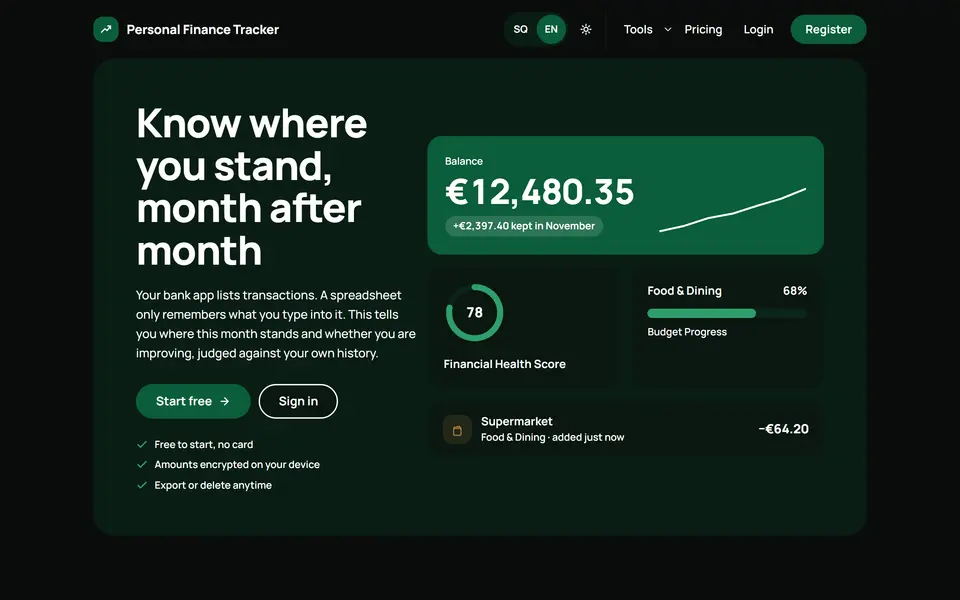 Personal Finance Tracker
SQ
EN
Tools
Pricing
Login
Register
Know where
you stand,
month after
month
Your bank app lists transactions. A spreadsheet
only remembers what you type into it. This tells
you where this month stands and whether you are
improving, judged against your own history.
Start free →
Sign in
Free to start, no card
Amounts encrypted on your device
Export or delete anytime
Balance
€12,480.35
+€2,397.40 kept in November
78
Financial Health Score
Food & Dining 68%
Budget Progress
Supermarket
Food & Dining · added just now
−€64.20